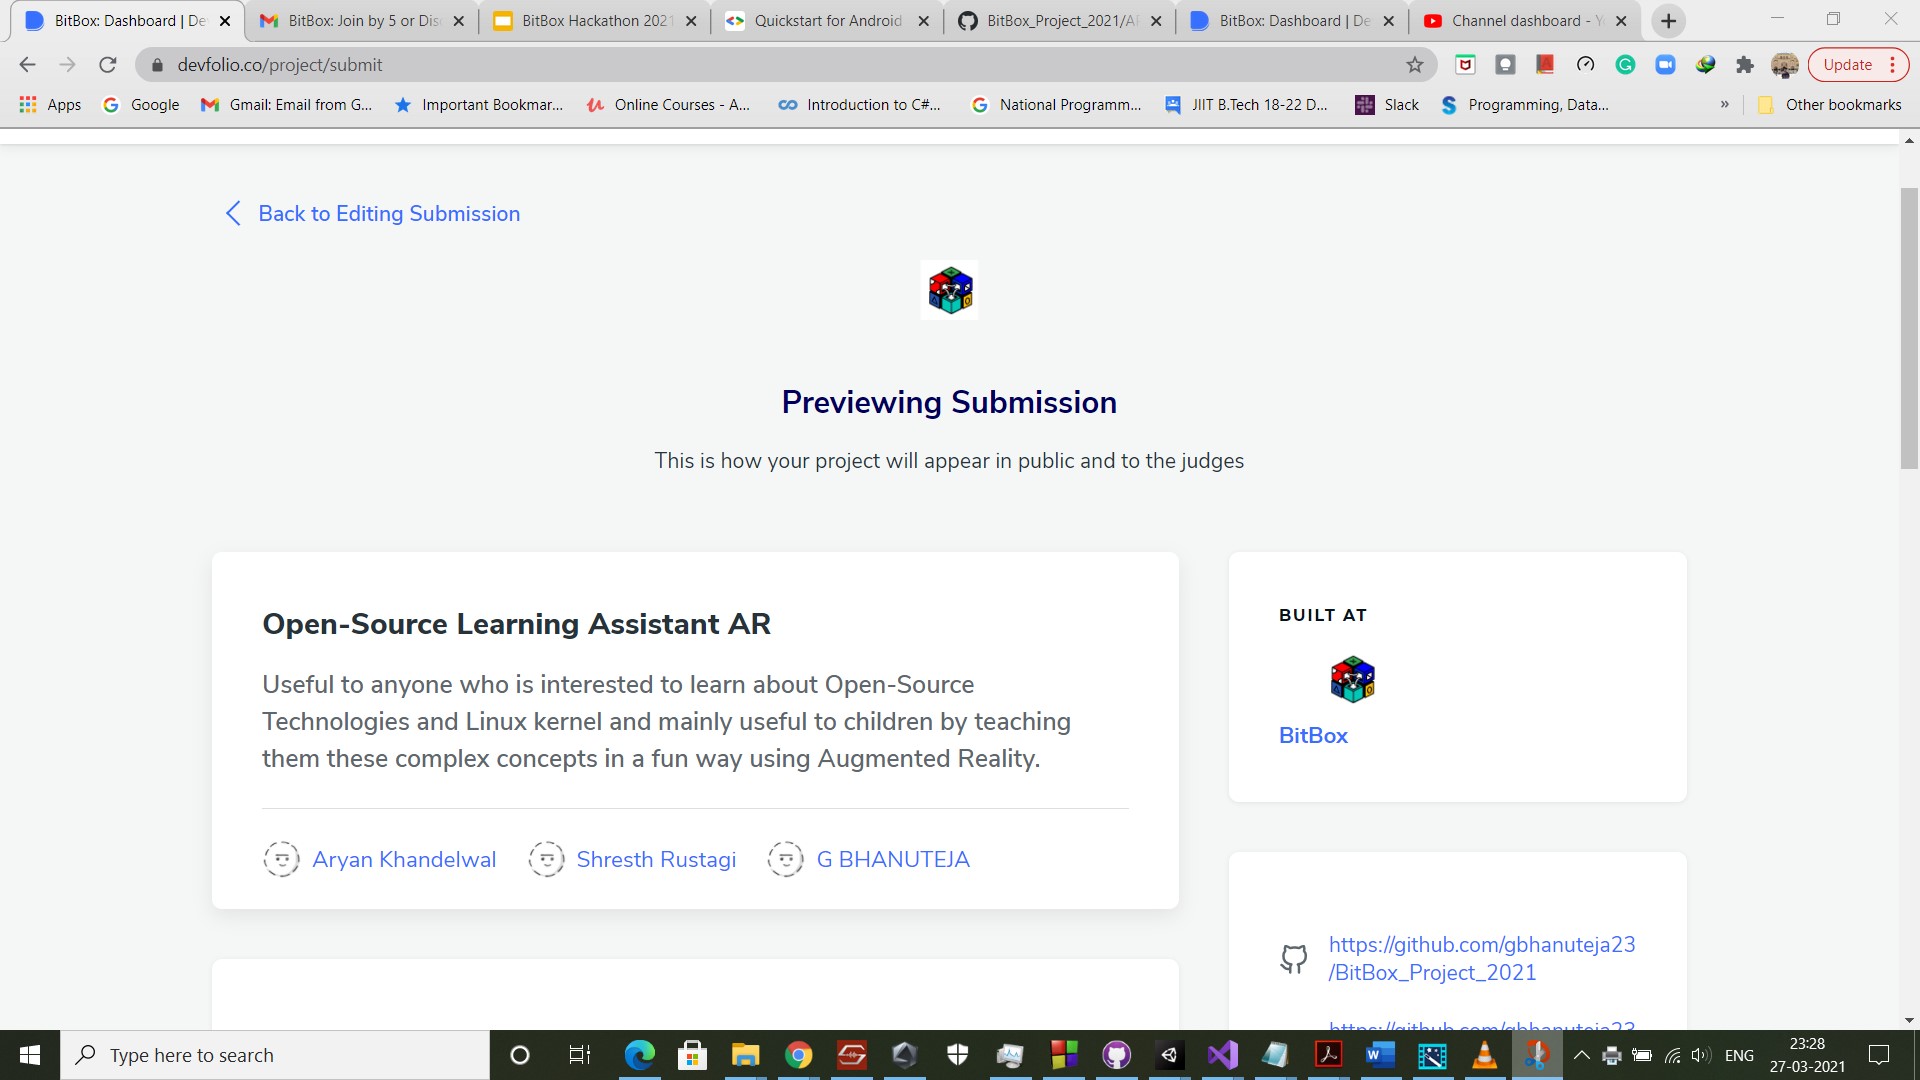 BitBox: Dashboard | De
BitBox: Join by 5 or Dis
BitBox Hackathon 2021
Quickstart for Android
BitBox_Project_2021/A
BitBox: Dashboard | De
Channel dashboard - Y
devfolio.co/project/submit
Update
Apps
Google
Gmail: Email from G...
Important Bookmar...
Online Courses - A...
Introduction to C#...
National Programm...
JIIT B.Tech 18-22 D...
Slack
Programming, Data...
»
Other bookmarks
Back to Editing Submission
Previewing Submission
This is how your project will appear in public and to the judges
Open-Source Learning Assistant AR
Useful to anyone who is interested to learn about Open-Source
Technologies and Linux kernel and mainly useful to children by teaching
them these complex concepts in a fun way using Augmented Reality.
Aryan Khandelwal
Shresth Rustagi
G BHANUTEJA
BUILT AT
BitBox
https://github.com/gbhanuteja23
/BitBox_Project_2021
https://github.com/gbhanuteja23
Type here to search
ENG
23:28
27-03-2021